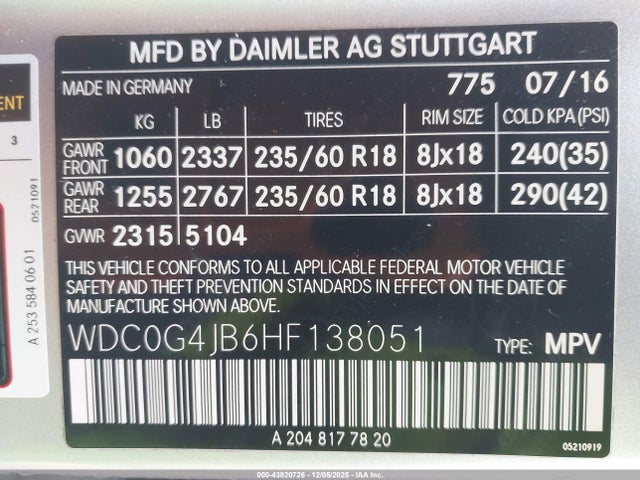 MFD BY DAIMLER AG STUTTGART
MADE IN GERMANY 775 07/16
KG LB TIRES RIM SIZE COLD KPA(PSI)
GAWR FRONT 1060 2337 235/60 R18 8Jx18 240(35)
GAWR REAR 1255 2767 235/60 R18 8Jx18 290(42)
GVWR 2315 5104
THIS VEHICLE CONFORMS TO ALL APPLICABLE FEDERAL MOTOR VEHICLE
SAFETY AND THEFT PREVENTION STANDARDS IN EFFECT ON THE DATE
OF MANUFACTURE SHOWN ABOVE.
WDC0G4JB6HF138051 TYPE: MPV
A 204 817 78 20
05210919
3
0521091
A 253 584 06 01
000-43820726 - 12/05/2025 - IAA Inc.